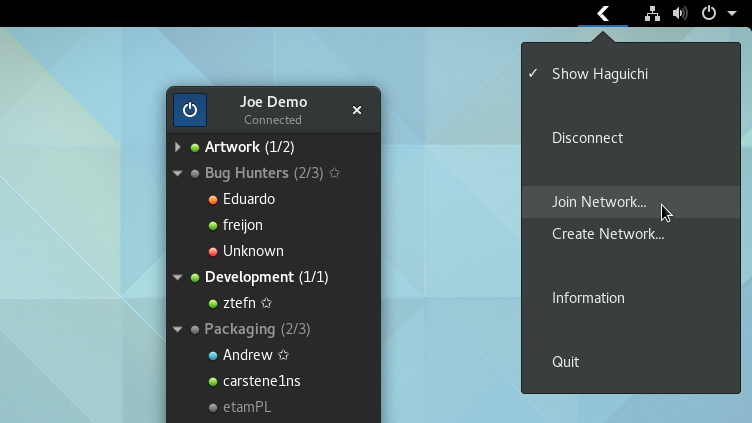 Joe Demo
Connected
Artwork (1/2)
Bug Hunters (2/3) ☆
Eduardo
freijon
Unknown
Development (1/1)
ztefn ☆
Packaging (2/3)
Andrew ☆
carstene1ns
etamPL
✓ Show Haguichi
Disconnect
Join Network...
Create Network...
Information
Quit